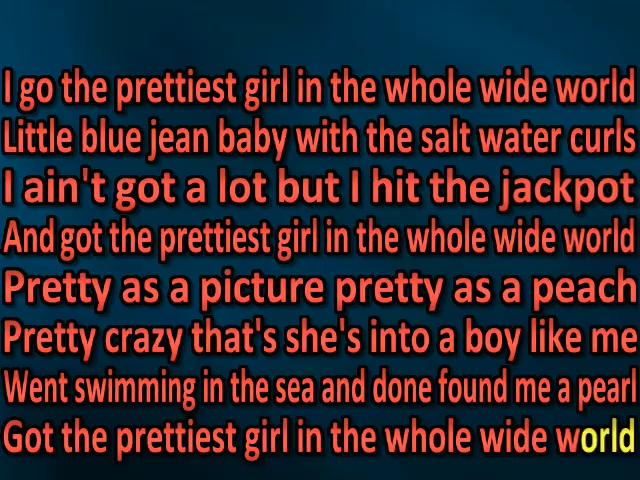 I go the prettiest girl in the whole wide world
Little blue jean baby with the salt water curls
I ain't got a lot but I hit the jackpot
And got the prettiest girl in the whole wide world
Pretty as a picture pretty as a peach
Pretty crazy that's she's into a boy like me
Went swimming in the sea and done found me a pearl
Got the prettiest girl in the whole wide world